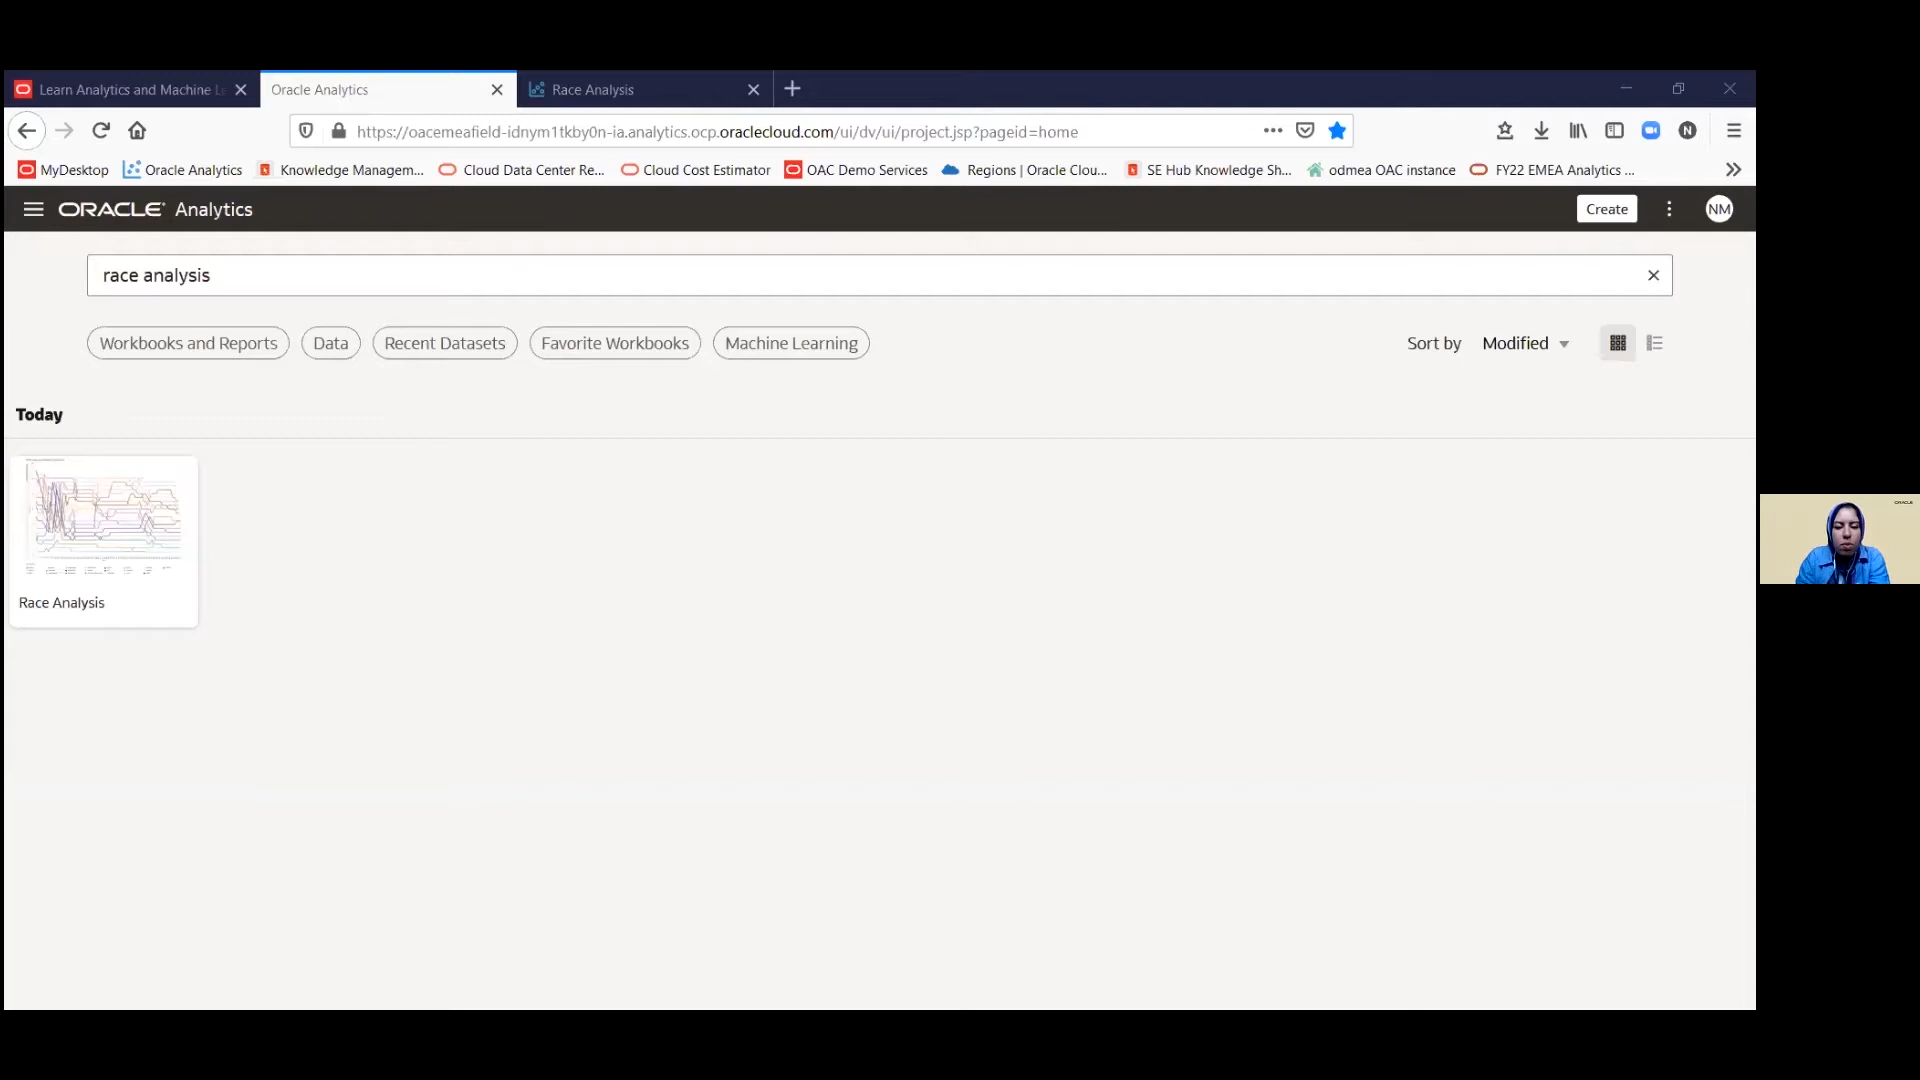 Learn Analytics and Machine Le
Oracle Analytics
Race Analysis
https://oacemeafield-idnym1tkby0n-ia.analytics.ocp.oraclecloud.com/ui/dv/ui/project.jsp?pageid=home
MyDesktop
Oracle Analytics
Knowledge Managem...
Cloud Data Center Re...
Cloud Cost Estimator
OAC Demo Services
Regions | Oracle Clou...
SE Hub Knowledge Sh...
odmea OAC instance
FY22 EMEA Analytics ...
ORACLE Analytics
Create
NM
race analysis
Workbooks and Reports
Data
Recent Datasets
Favorite Workbooks
Machine Learning
Sort by
Modified
Today
Race Analysis
ORACLE